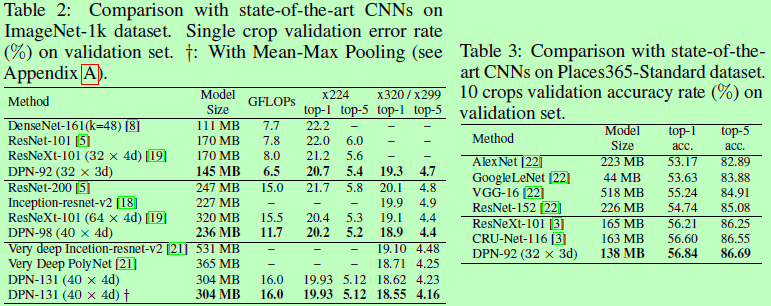 Table 2: Comparison with state-of-the-art CNNs on
ImageNet-1k dataset. Single crop validation error rate
(%) on validation set. †: With Mean-Max Pooling (see
Appendix A).
Method Model Size GFLOPs x224 top-1 top-5 x320 / x299 top-1 top-5
DenseNet-161(k=48) [8] 111 MB 7.7 22.2 – – –
ResNet-101 [5] 170 MB 7.8 22.0 6.0 – –
ResNeXt-101 (32 × 4d) [19] 170 MB 8.0 21.2 5.6 – –
DPN-92 (32 × 3d) 145 MB 6.5 20.7 5.4 19.3 4.7
ResNet-200 [5] 247 MB 15.0 21.7 5.8 20.1 4.8
Inception-resnet-v2 [18] 227 MB – – – 19.9 4.9
ResNeXt-101 (64 × 4d) [19] 320 MB 15.5 20.4 5.3 19.1 4.4
DPN-98 (40 × 4d) 236 MB 11.7 20.2 5.2 18.9 4.4
Very deep Incetion-resnet-v2 [21] 531 MB – – – 19.10 4.48
Very Deep PolyNet [21] 365 MB – – – 18.71 4.25
DPN-131 (40 × 4d) 304 MB 16.0 19.93 5.12 18.62 4.23
DPN-131 (40 × 4d) † 304 MB 16.0 19.93 5.12 18.55 4.16
Table 3: Comparison with state-of-the-
art CNNs on Places365-Standard dataset.
10 crops validation accuracy rate (%) on
validation set.
Method Model Size top-1 acc. top-5 acc.
AlexNet [22] 223 MB 53.17 82.89
GoogleLeNet [22] 44 MB 53.63 83.88
VGG-16 [22] 518 MB 55.24 84.91
ResNet-152 [22] 226 MB 54.74 85.08
ResNeXt-101 [3] 165 MB 56.21 86.25
CRU-Net-116 [3] 163 MB 56.60 86.55
DPN-92 (32 × 3d) 138 MB 56.84 86.69